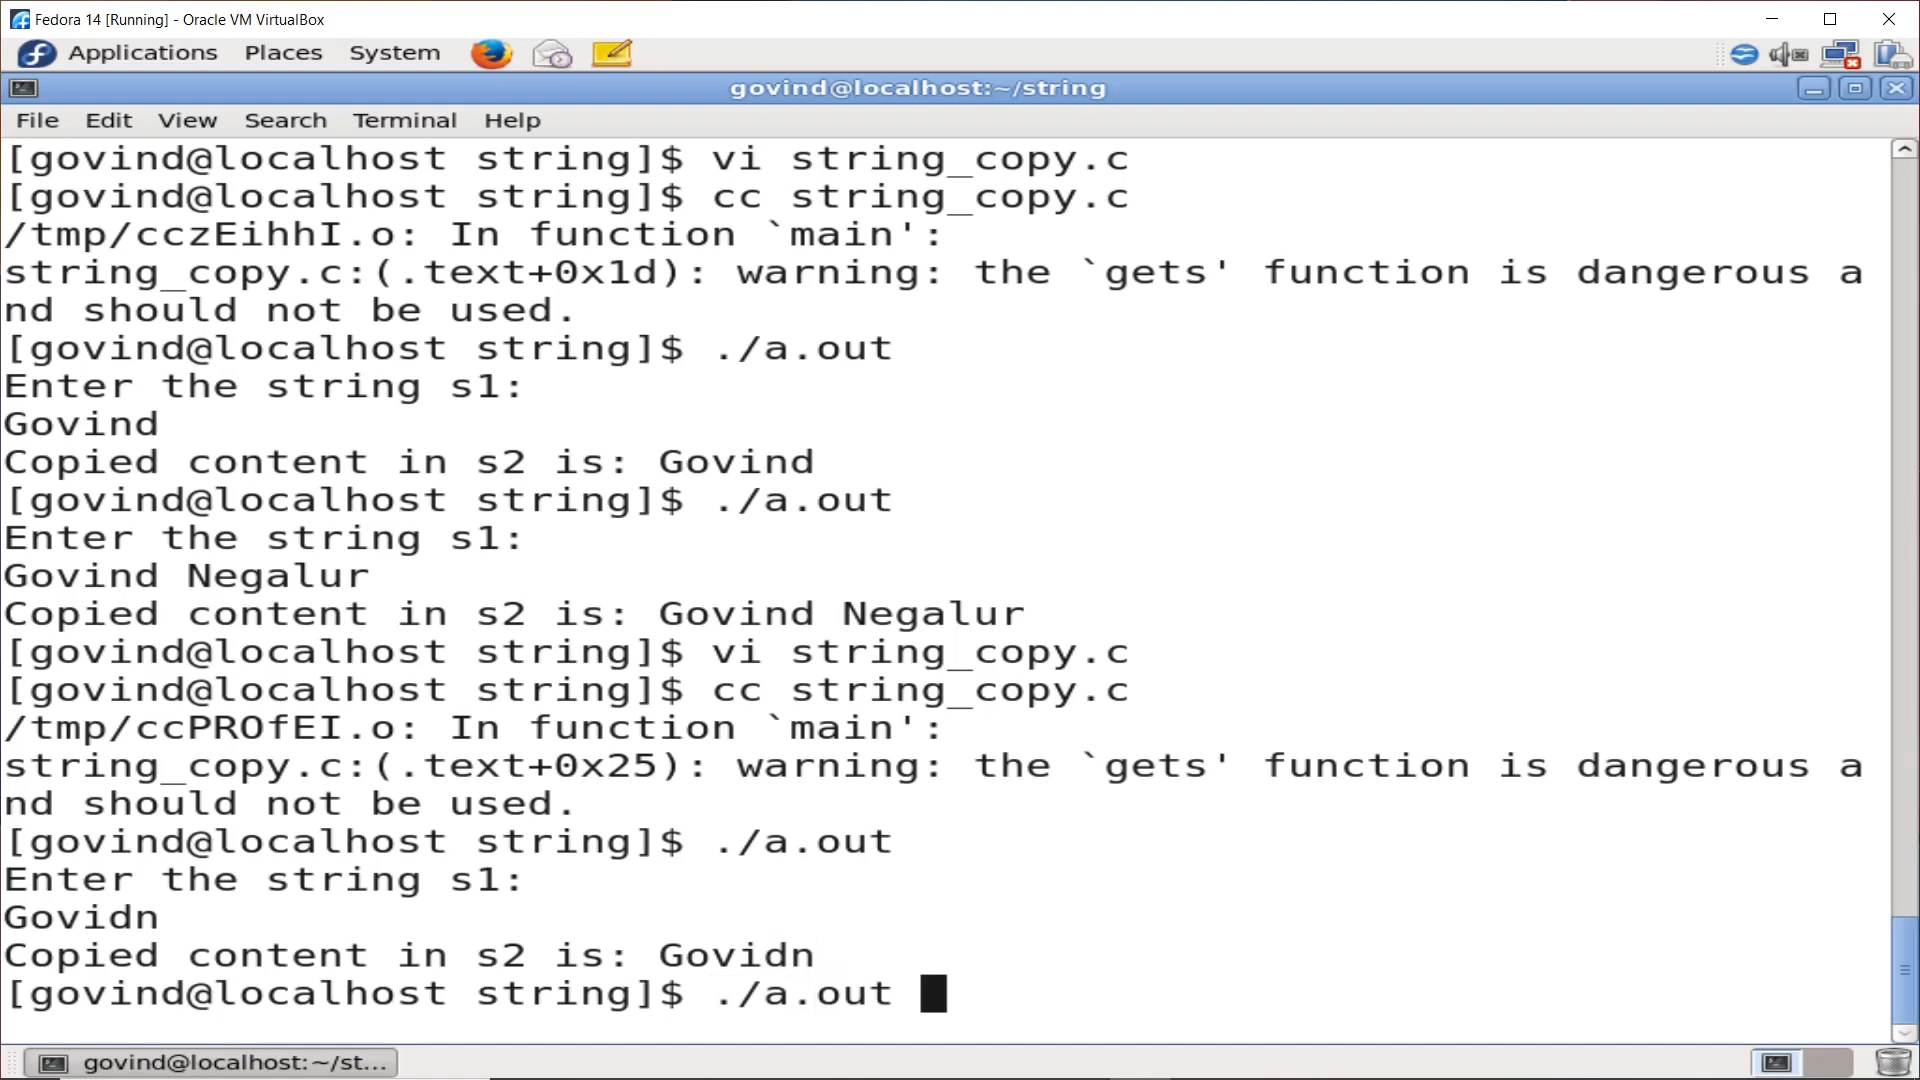 Fedora 14 [Running] - Oracle VM VirtualBox
Applications Places System
govind@localhost:~/string
File Edit View Search Terminal Help
[govind@localhost string]$ vi string_copy.c
[govind@localhost string]$ cc string_copy.c
/tmp/cczEihhI.o: In function `main':
string_copy.c:(.text+0x1d): warning: the `gets' function is dangerous a
nd should not be used.
[govind@localhost string]$ ./a.out
Enter the string s1:
Govind
Copied content in s2 is: Govind
[govind@localhost string]$ ./a.out
Enter the string s1:
Govind Negalur
Copied content in s2 is: Govind Negalur
[govind@localhost string]$ vi string_copy.c
[govind@localhost string]$ cc string_copy.c
/tmp/ccPROfEI.o: In function `main':
string_copy.c:(.text+0x25): warning: the `gets' function is dangerous a
nd should not be used.
[govind@localhost string]$ ./a.out
Enter the string s1:
Govidn
Copied content in s2 is: Govidn
[govind@localhost string]$ ./a.out
govind@localhost:~/st...